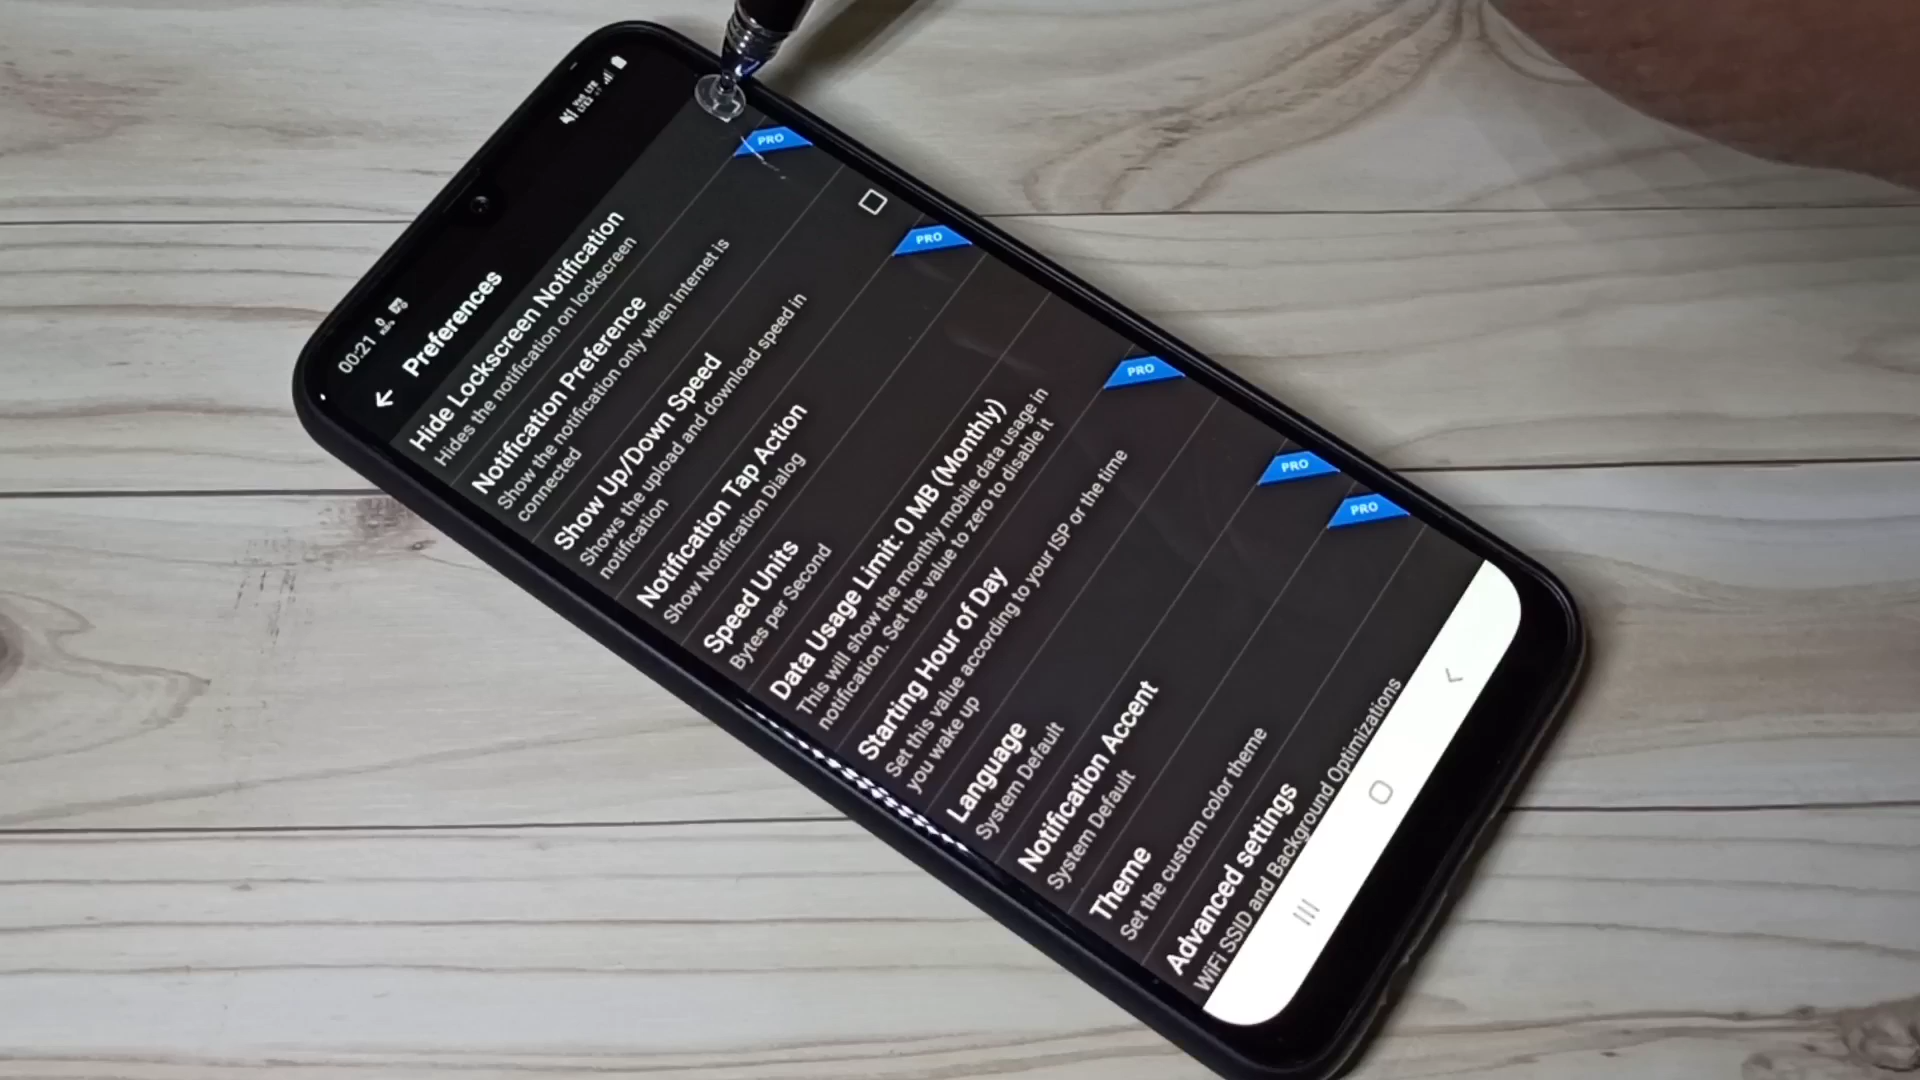 00:21
Preferences
Hide Lockscreen Notification
Hides the notification on lockscreen
Notification Preference
PRO
Show the notification only when internet is
connected
Show Up/Down Speed
Shows the upload and download speed in
notification
Notification Tap Action
PRO
Show Notification Dialog
Speed Units
Bytes per Second
Data Usage Limit: 0 MB (Monthly)
This will show the monthly mobile data usage in
notification. Set the value to zero to disable it
Starting Hour of Day
PRO
Set this value according to your ISP or the time
you wake up
Language
System Default
Notification Accent
PRO
System Default
Theme
PRO
Set the custom color theme
Advanced settings
WiFi SSID and Background Optimizations